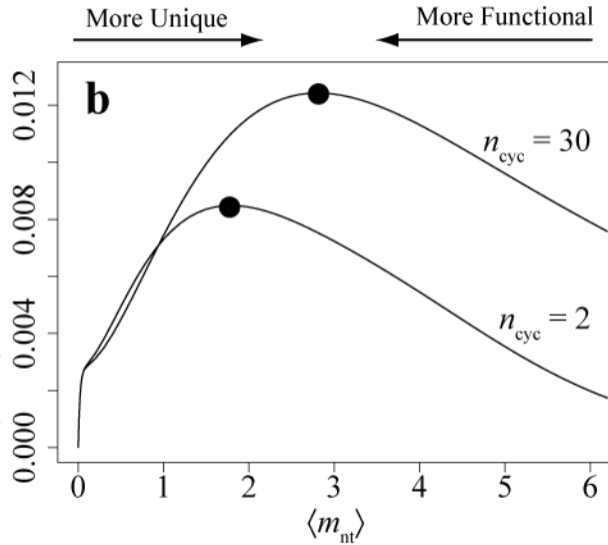 More Unique More Functional
b
0.012
0.008
0.004
0.000
n_cyc = 30
n_cyc = 2
0 1 2 3 4 5 6
⟨m_nt⟩